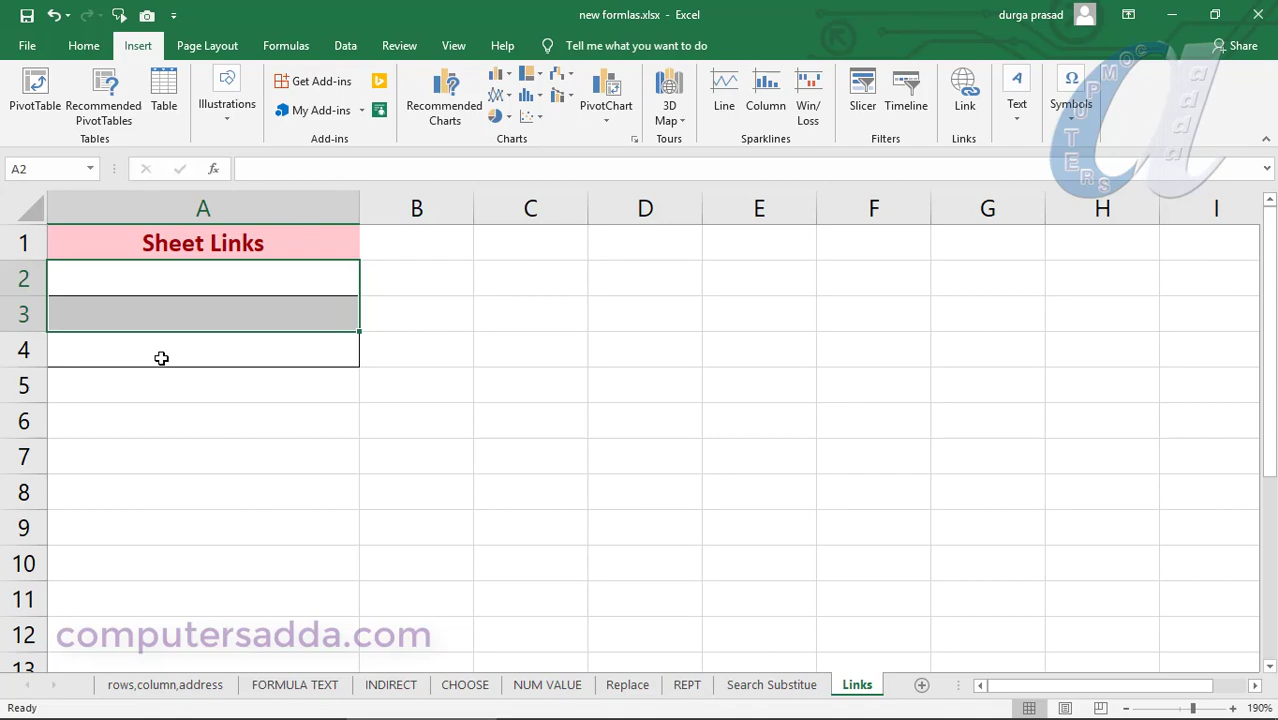 new formlas.xlsx - Excel
durga prasad
File Home Insert Page Layout Formulas Data Review View Help Tell me what you want to do Share
PivotTable
Recommended
PivotTables
Table
Tables
Illustrations
Get Add-ins
My Add-ins
Add-ins
Recommended
Charts
PivotChart
Charts
3D
Map
Tours
Line
Column
Win/
Loss
Sparklines
Slicer
Timeline
Filters
Link
Links
Text
Symbols
COMPUTERS
adda
A2
fx
A B C D E F G H I
1 Sheet Links
2
3
4
5
6
7
8
9
10
11
12
13
computersadda.com
rows,column,address FORMULA TEXT INDIRECT CHOOSE NUM VALUE Replace REPT Search Substitue Links
Ready
190%